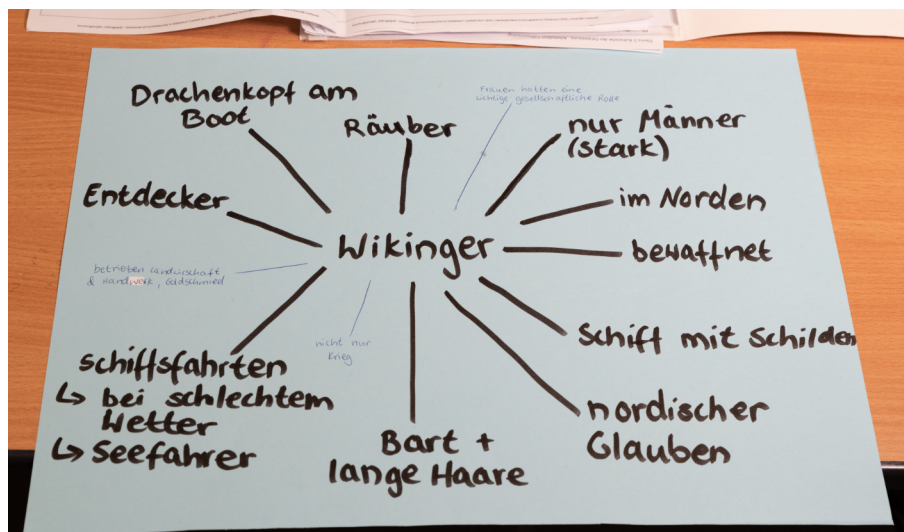 Drachenkopf am
Boot
Räuber
Frauen hatten eine
wichtige gesellschaftliche Rolle
nur Männer
(stark)
Entdecker
im Norden
Wikinger
bewaffnet
betrieben Landwirschaft
& Handwerk, Goldschmied
nicht nur
Krieg
Schiff mit Schilden
schiffsfahrten
↳ bei schlechtem
Wetter
↳ Seefahrer
Bart +
lange Haare
nordischer
Glauben